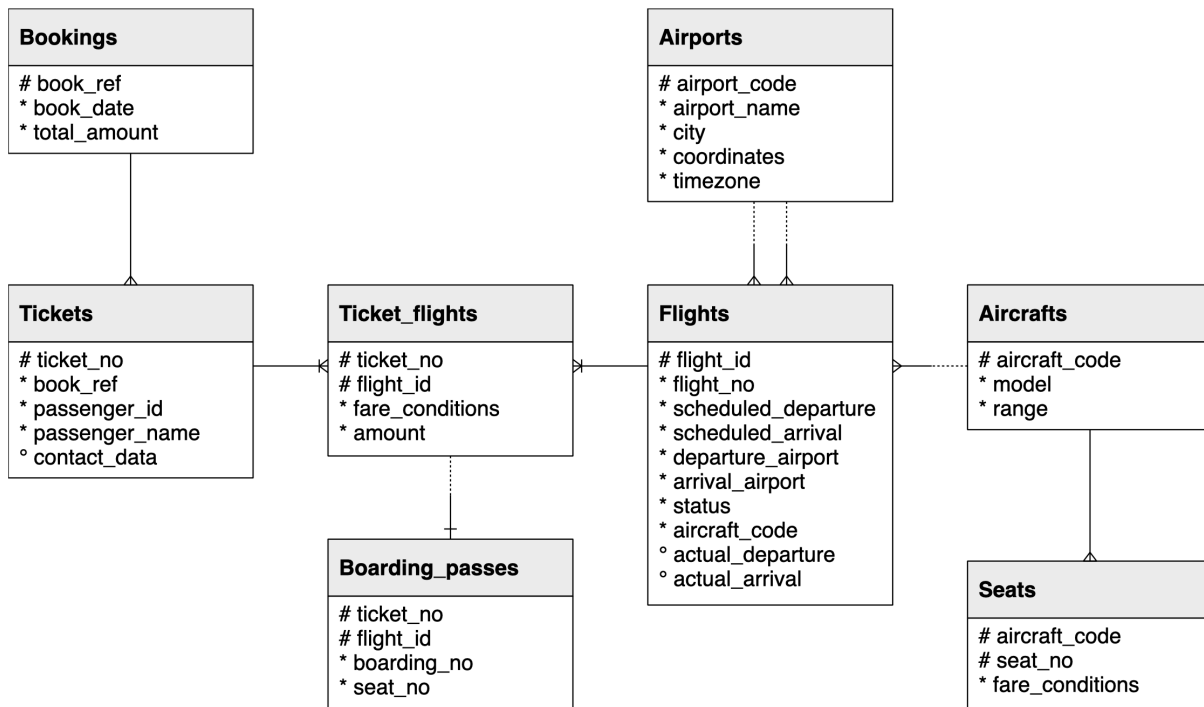 Bookings
# book_ref
* book_date
* total_amount
Airports
# airport_code
* airport_name
* city
* coordinates
* timezone
Tickets
# ticket_no
* book_ref
* passenger_id
* passenger_name
° contact_data
Ticket_flights
# ticket_no
# flight_id
* fare_conditions
* amount
Flights
# flight_id
* flight_no
* scheduled_departure
* scheduled_arrival
* departure_airport
* arrival_airport
* status
* aircraft_code
° actual_departure
° actual_arrival
Aircrafts
# aircraft_code
* model
* range
Boarding_passes
# ticket_no
# flight_id
* boarding_no
* seat_no
Seats
# aircraft_code
# seat_no
* fare_conditions